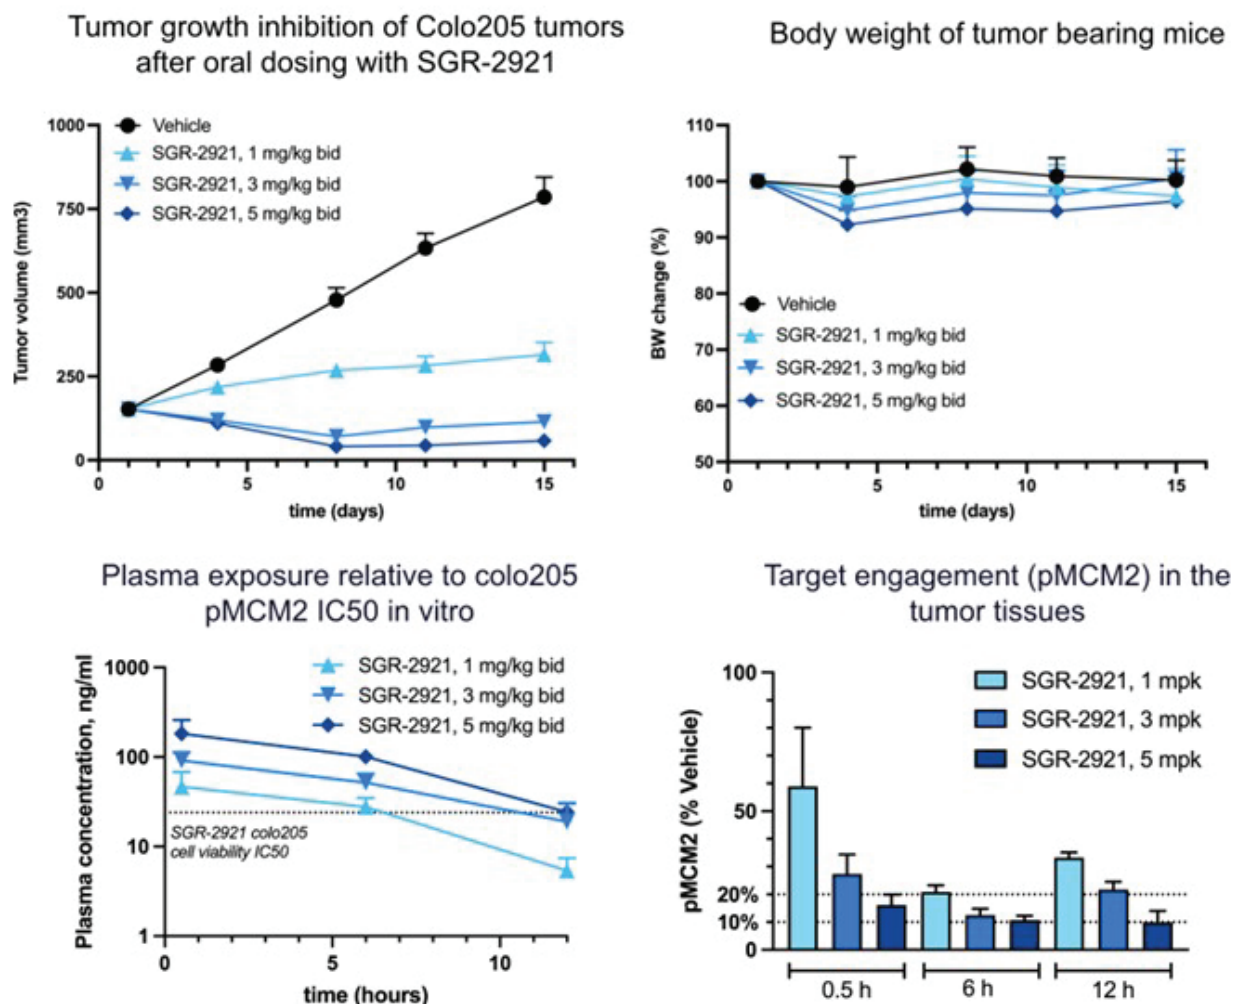 Tumor growth inhibition of Colo205 tumors
after oral dosing with SGR-2921
1000
750
500
250
0
Tumor volume (mm3)
Vehicle
SGR-2921, 1 mg/kg bid
SGR-2921, 3 mg/kg bid
SGR-2921, 5 mg/kg bid
0 5 10 15
time (days)
Body weight of tumor bearing mice
110
100
90
80
70
60
50
BW change (%)
Vehicle
SGR-2921, 1 mg/kg bid
SGR-2921, 3 mg/kg bid
SGR-2921, 5 mg/kg bid
0 5 10 15
time (days)
Plasma exposure relative to colo205
pMCM2 IC50 in vitro
1000
100
10
1
Plasma concentration, ng/ml
SGR-2921, 1 mg/kg bid
SGR-2921, 3 mg/kg bid
SGR-2921, 5 mg/kg bid
SGR-2921 colo205
cell viability IC50
0 5 10
time (hours)
Target engagement (pMCM2) in the
tumor tissues
100
50
20%
10%
0
pMCM2 (% Vehicle)
SGR-2921, 1 mpk
SGR-2921, 3 mpk
SGR-2921, 5 mpk
0.5 h 6 h 12 h